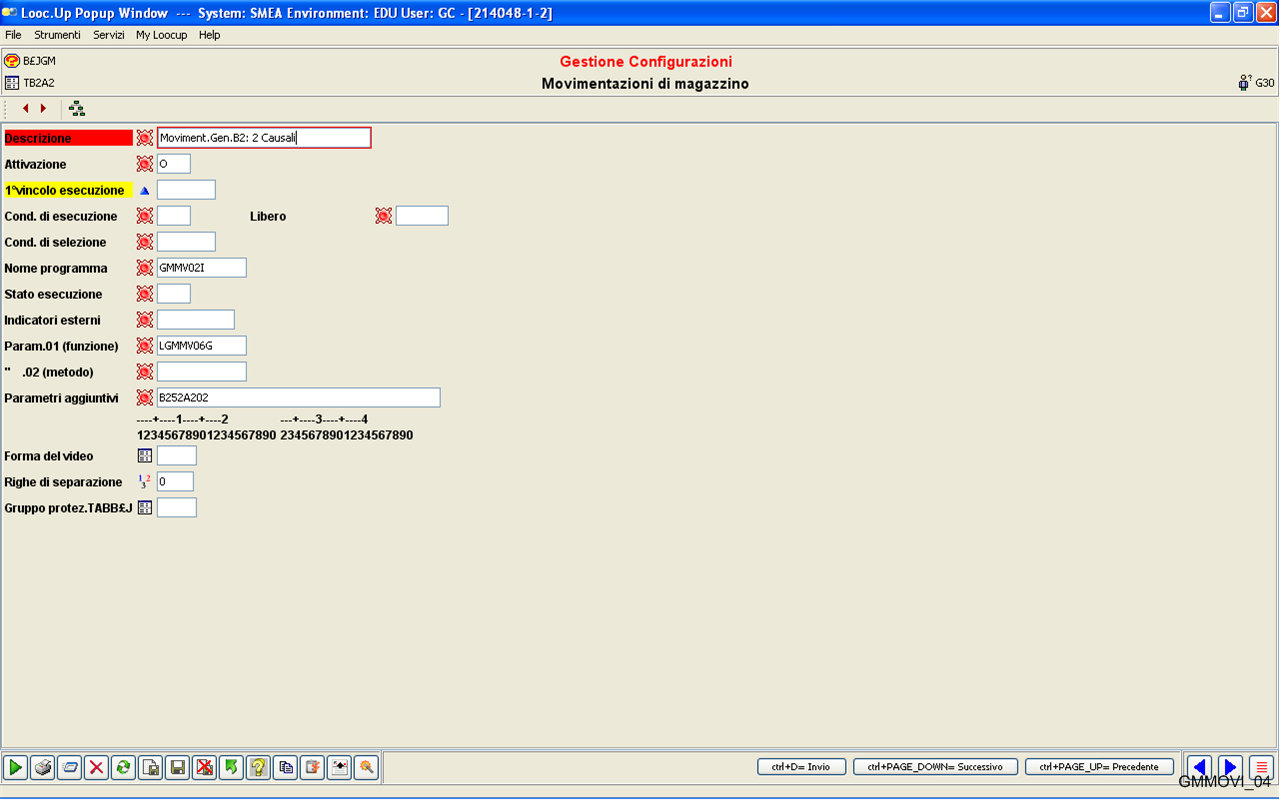 Looc.Up Popup Window --- System: SMEA Environment: EDU User: GC - [214048-1-2]
File Strumenti Servizi My Loocup Help
B£JGM Gestione Configurazioni
TB2A2 Movimentazioni di magazzino G30
Descrizione Moviment.Gen.B2: 2 Causali
Attivazione O
1°vincolo esecuzione
Cond. di esecuzione Libero
Cond. di selezione
Nome programma GMMV02I
Stato esecuzione
Indicatori esterni
Param.01 (funzione) LGMMV06G
" .02 (metodo)
Parametri aggiuntivi B252A202
----+----1----+----2 ---+----3----+----4
12345678901234567890 2345678901234567890
Forma del video
Righe di separazione 0
Gruppo protez.TABB£J
ctrl+D= Invio ctrl+PAGE_DOWN= Successivo ctrl+PAGE_UP= Precedente
GMMOVI_04